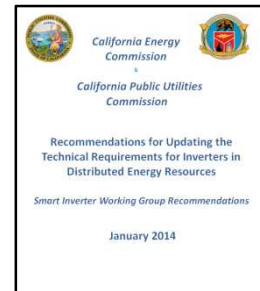 California Energy
Commission
&
California Public Utilities
Commission
Recommendations for Updating the
Technical Requirements for Inverters in
Distributed Energy Resources
Smart Inverter Working Group Recommendations
January 2014